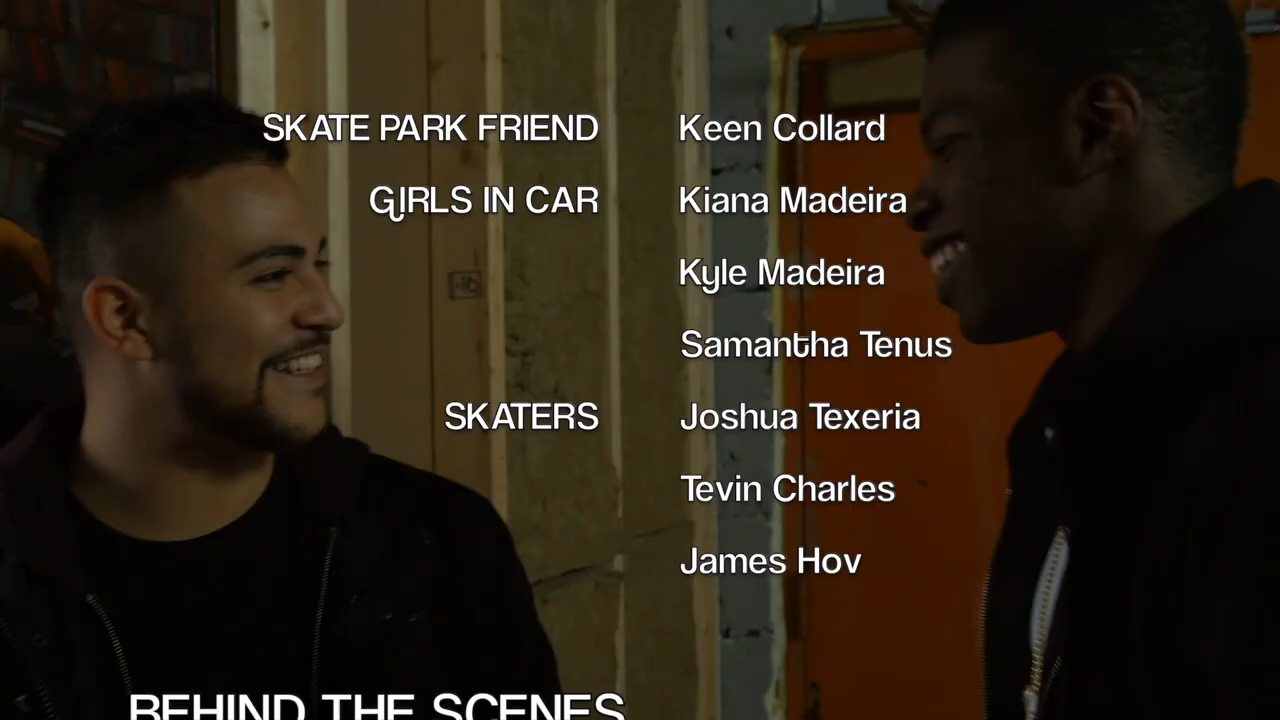 SKATE PARK FRIEND Keen Collard
GIRLS IN CAR Kiana Madeira
Kyle Madeira
Samantha Tenus
SKATERS Joshua Texeria
Tevin Charles
James Hov
BEHIND THE SCENES